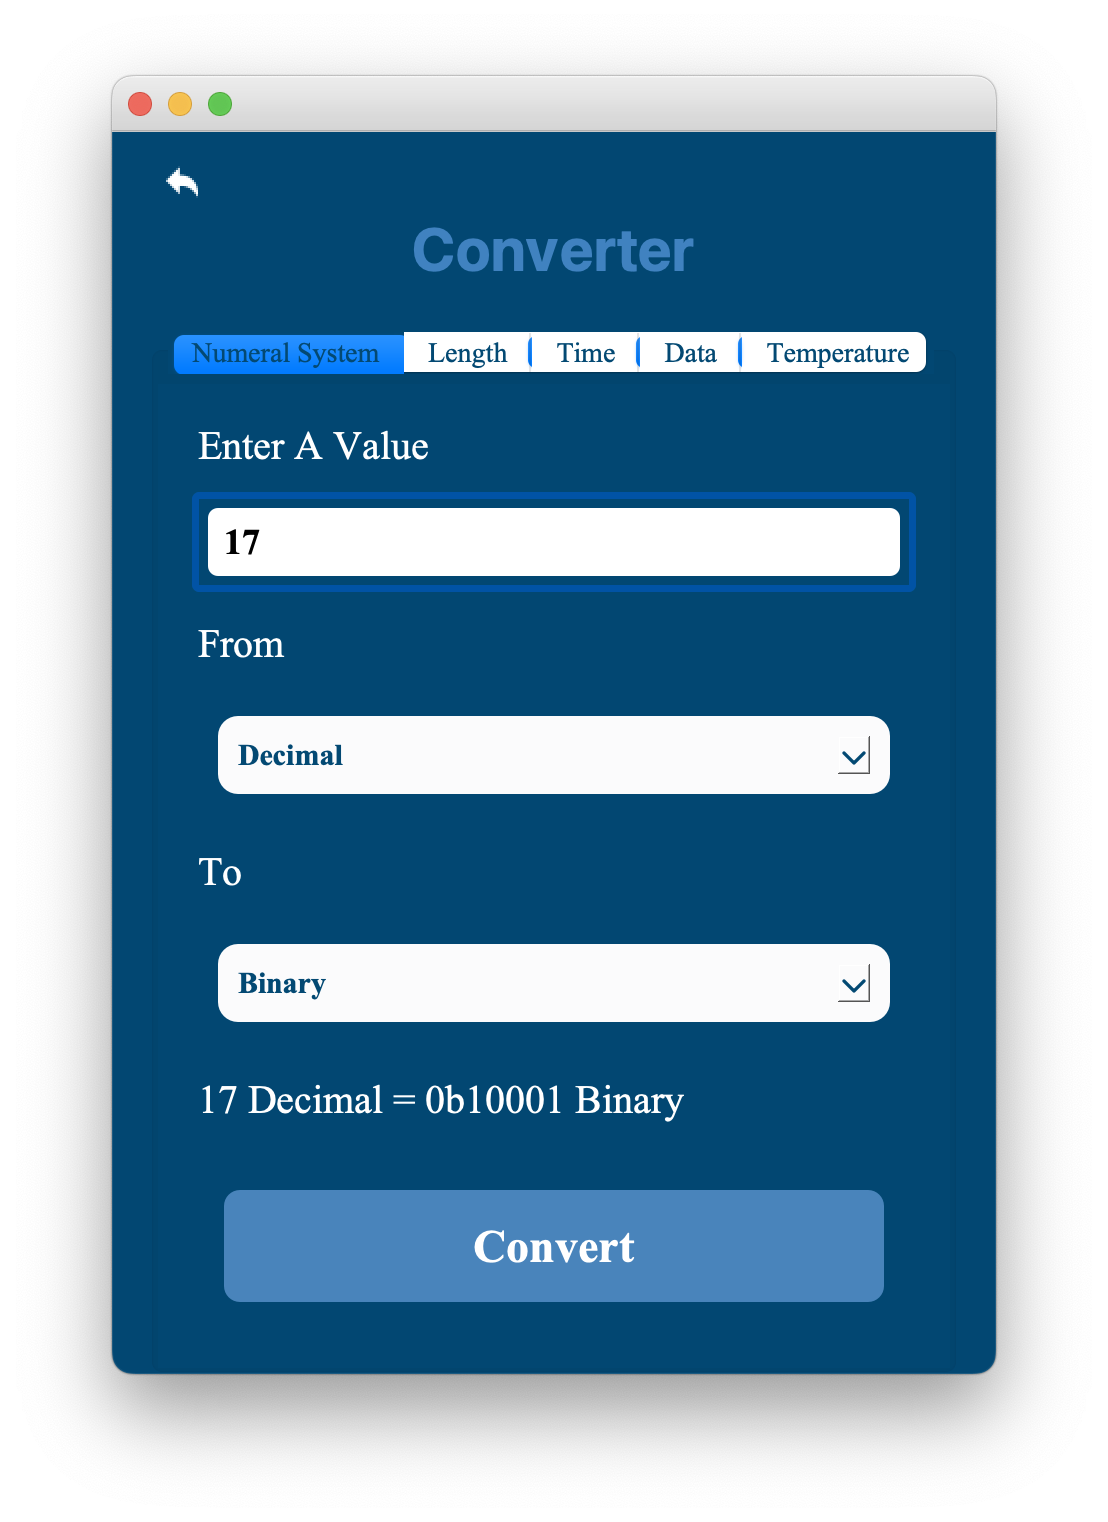 Converter
Numeral System Length Time Data Temperature
Enter A Value
17
From
Decimal
To
Binary
17 Decimal = 0b10001 Binary
Convert